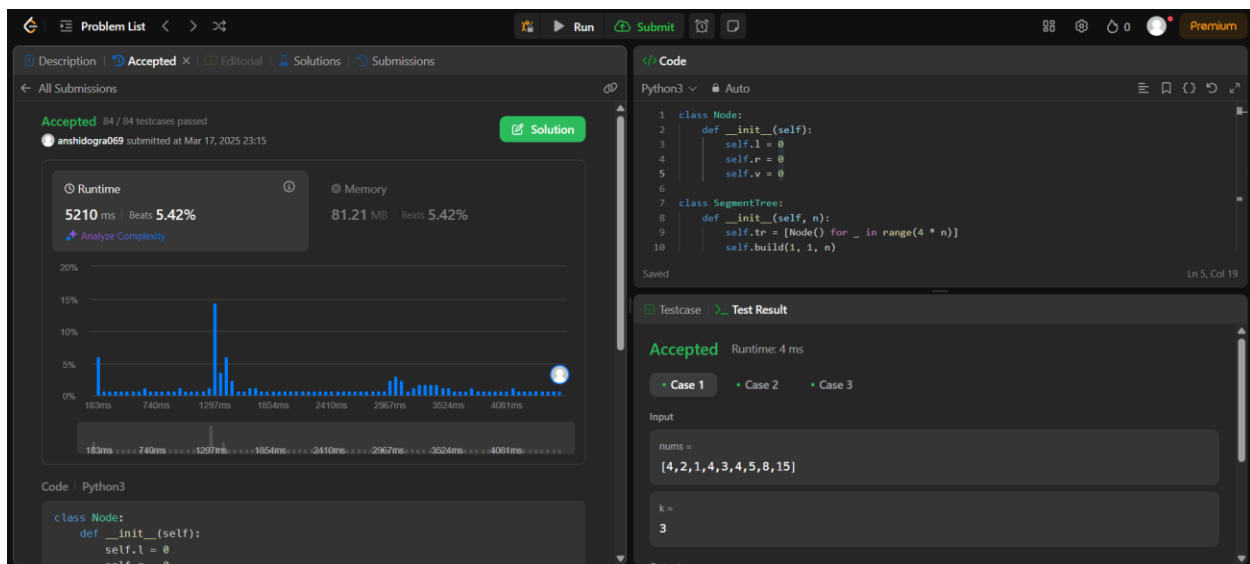 Problem List
Run
Submit
0
Premium
Description
Accepted
Editorial
Solutions
Submissions
All Submissions
Accepted 84 / 84 testcases passed
anshidogra069 submitted at Mar 17, 2025 23:15
Solution
Runtime
5210 ms Beats 5.42%
Analyze Complexity
Memory
81.21 MB Beats 5.42%
20%
15%
10%
5%
0%
183ms 740ms 1297ms 1854ms 2410ms 2967ms 3524ms 4081ms
183ms 740ms 1297ms 1854ms 2410ms 2967ms 3524ms 4081ms
Code Python3
class Node:
def __init__(self):
self.l = 0
</> Code
Python3 Auto
1 class Node:
2 def __init__(self):
3 self.l = 0
4 self.r = 0
5 self.v = 0
6
7 class SegmentTree:
8 def __init__(self, n):
9 self.tr = [Node() for _ in range(4 * n)]
10 self.build(1, 1, n)
Saved
Ln 5, Col 19
Testcase
>_ Test Result
Accepted Runtime: 4 ms
Case 1
Case 2
Case 3
Input
nums =
[4,2,1,4,3,4,5,8,15]
k =
3